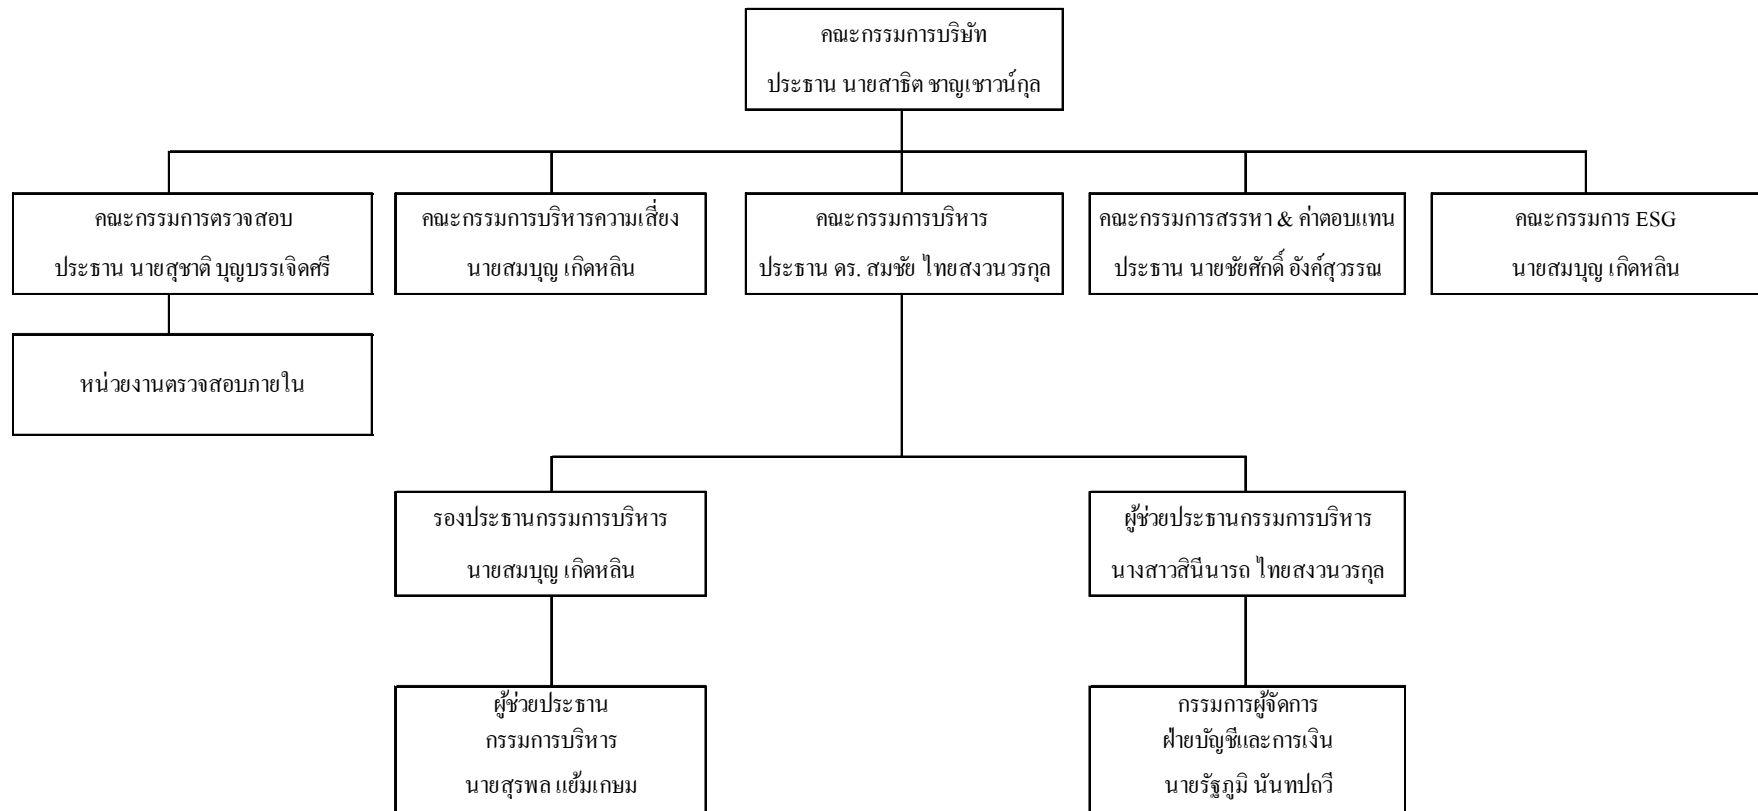 คณะกรรมการบริษัท
ประธาน นายสาธิต ชาญเชาวน์กุล
คณะกรรมการตรวจสอบ
ประธาน นายสุชาติ บุญบรรเจิดศรี
คณะกรรมการบริหารความเสี่ยง
นายสมบุญ เกิดหลิน
คณะกรรมการบริหาร
ประธาน ดร. สมชัย ไทยสงวนวรกุล
คณะกรรมการสรรหา & ค่าตอบแทน
ประธาน นายชัยศักดิ์ อังค์สุวรรณ
คณะกรรมการ ESG
นายสมบุญ เกิดหลิน
หน่วยงานตรวจสอบภายใน
รองประธานกรรมการบริหาร
นายสมบุญ เกิดหลิน
ผู้ช่วยประธานกรรมการบริหาร
นางสาวสินีนารถ ไทยสงวนวรกุล
ผู้ช่วยประธาน
กรรมการบริหาร
นายสุรพล แย้มเกษม
กรรมการผู้จัดการ
ฝ่ายบัญชีและการเงิน
นายรัฐภูมิ นันทปถวี